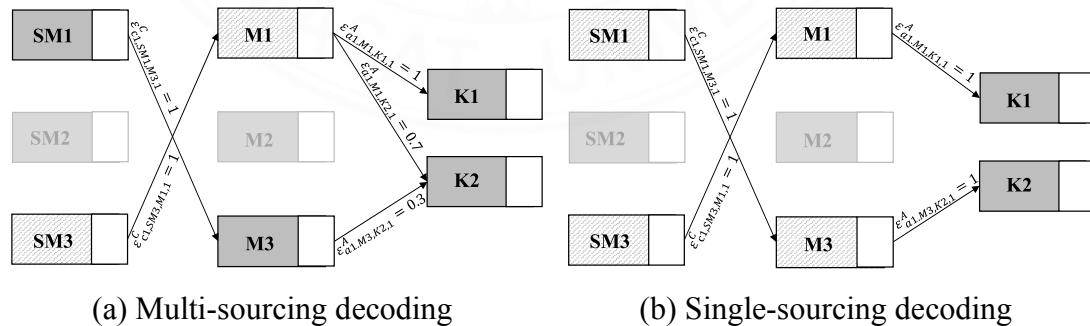 SM1
M1
SM2
M2
SM3
M3
K1
K2
ε^C_{c1,SM1,M3,1} = 1
ε^C_{c1,SM3,M1,1} = 1
ε^A_{a1,M1,K1,1} = 1
ε^A_{a1,M1,K2,1} = 0.7
ε^A_{a1,M3,K2,1} = 0.3
(a) Multi-sourcing decoding
SM1
M1
SM2
M2
SM3
M3
K1
K2
ε^C_{c1,SM1,M3,1} = 1
ε^C_{c1,SM3,M1,1} = 1
ε^A_{a1,M1,K1,1} = 1
ε^A_{a1,M3,K2,1} = 1
(b) Single-sourcing decoding